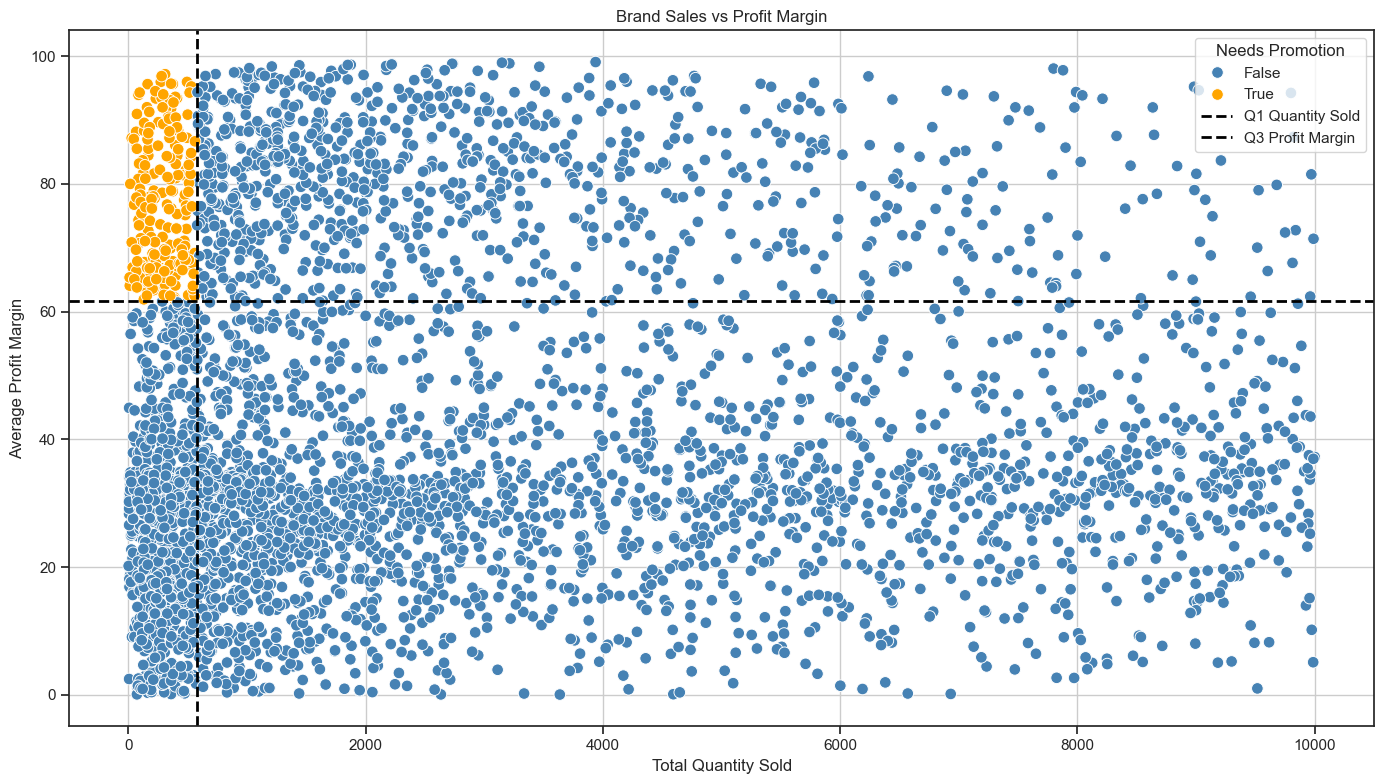 Brand Sales vs Profit Margin
Needs Promotion
False
True
Q1 Quantity Sold
Q3 Profit Margin
Average Profit Margin
100
80
60
40
20
0
0 2000 4000 6000 8000 10000
Total Quantity Sold